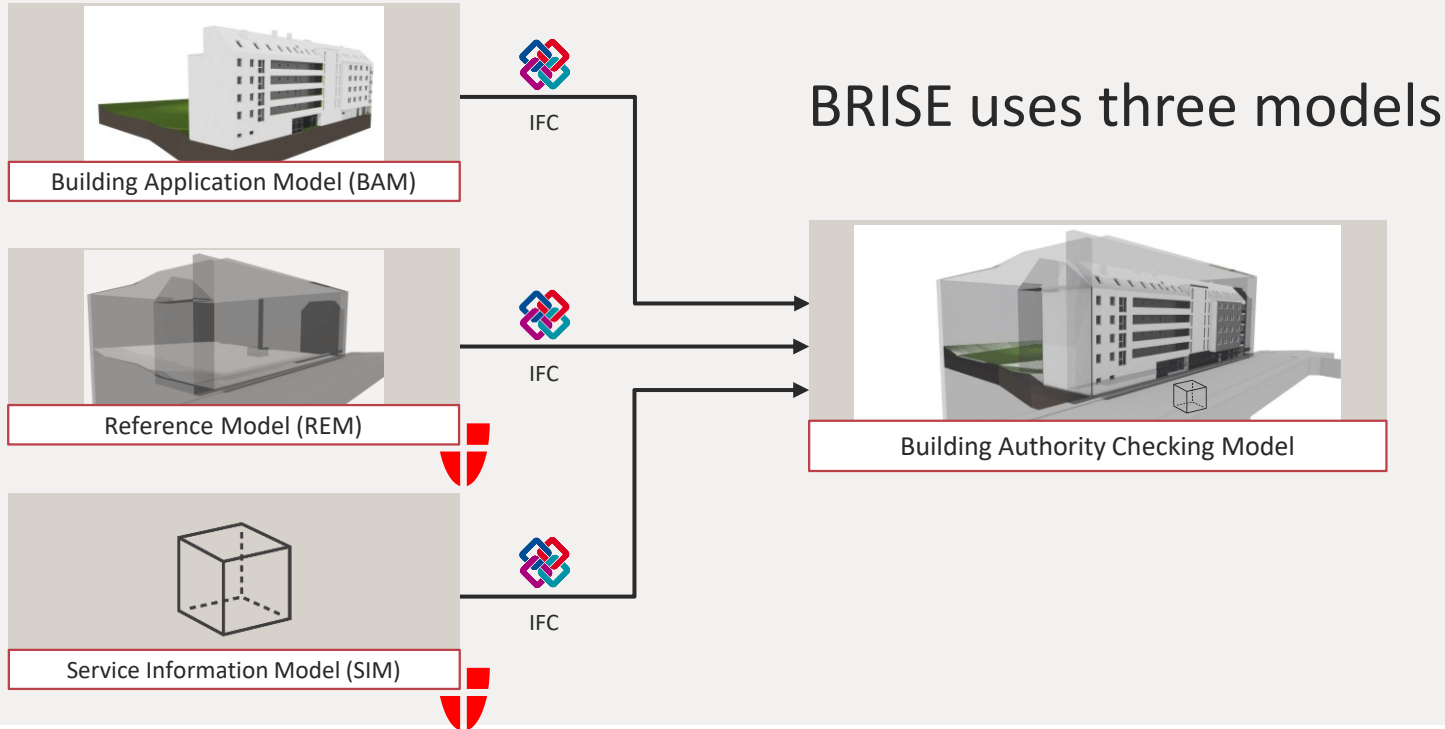 BRISE uses three models
IFC
Building Application Model (BAM)
IFC
Reference Model (REM)
Building Authority Checking Model
IFC
Service Information Model (SIM)